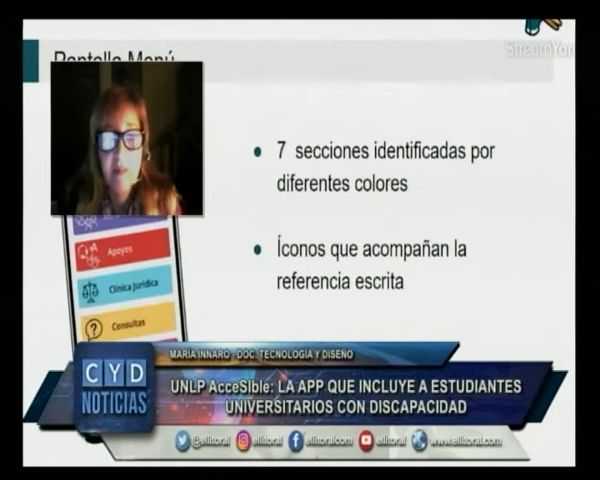 StreamYard
Pantalla Menú
7 secciones identificadas por
diferentes colores
Íconos que acompañan la
referencia escrita
Apoyos
Clínica Jurídica
Consultas
MARÍA INNARO - DOC. TECNOLOGÍA Y DISEÑO
CYD
NOTICIAS
UNLP AcceSible: LA APP QUE INCLUYE A ESTUDIANTES
UNIVERSITARIOS CON DISCAPACIDAD
@ellitoral ellitoral ellitoralcom ellitoral www.ellitoral.com